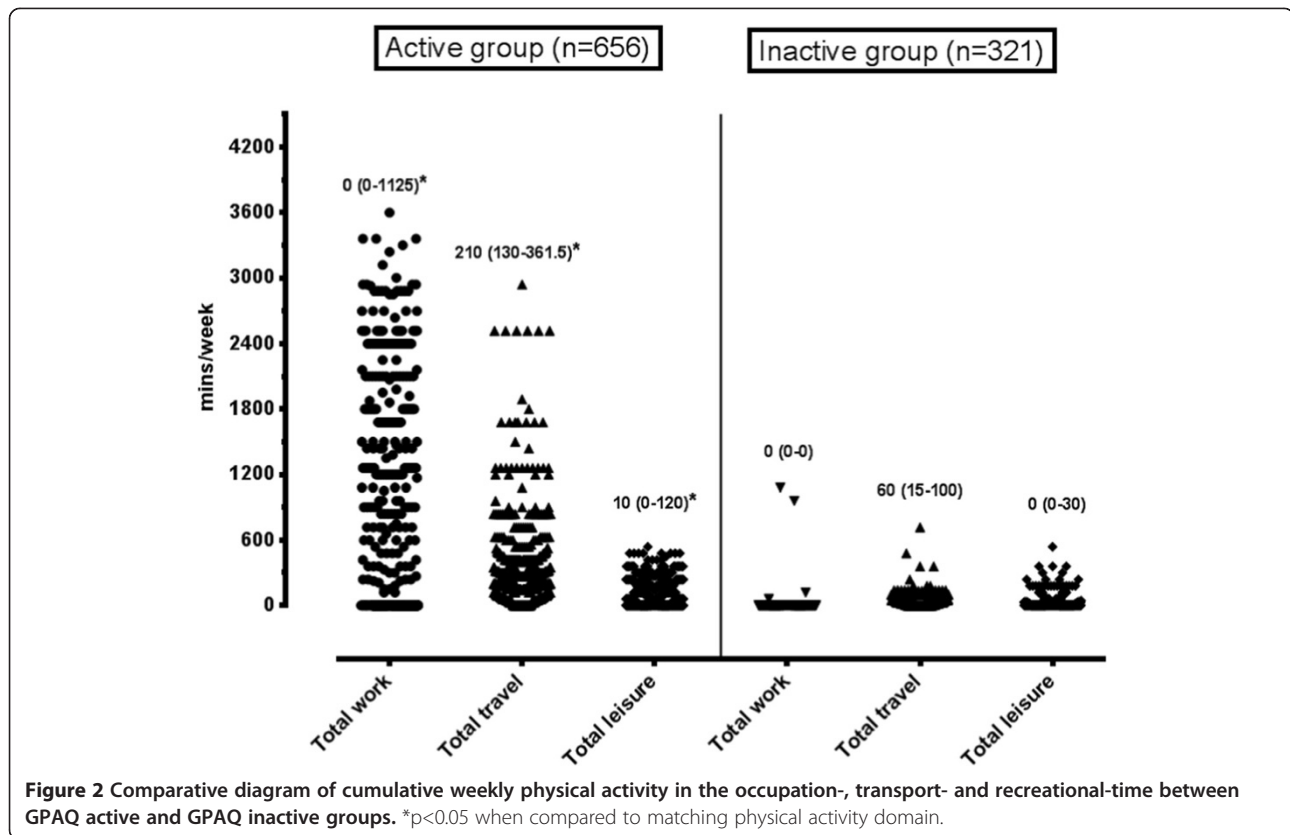 Active group (n=656)
Inactive group (n=321)
mins/week
4200
3600
3000
2400
1800
1200
600
0
0 (0-1125)*
210 (130-361.5)*
10 (0-120)*
0 (0-0)
60 (15-100)
0 (0-30)
Total work
Total travel
Total leisure
Total work
Total travel
Total leisure
Figure 2 Comparative diagram of cumulative weekly physical activity in the occupation-, transport- and recreational-time between
GPAQ active and GPAQ inactive groups. *p<0.05 when compared to matching physical activity domain.